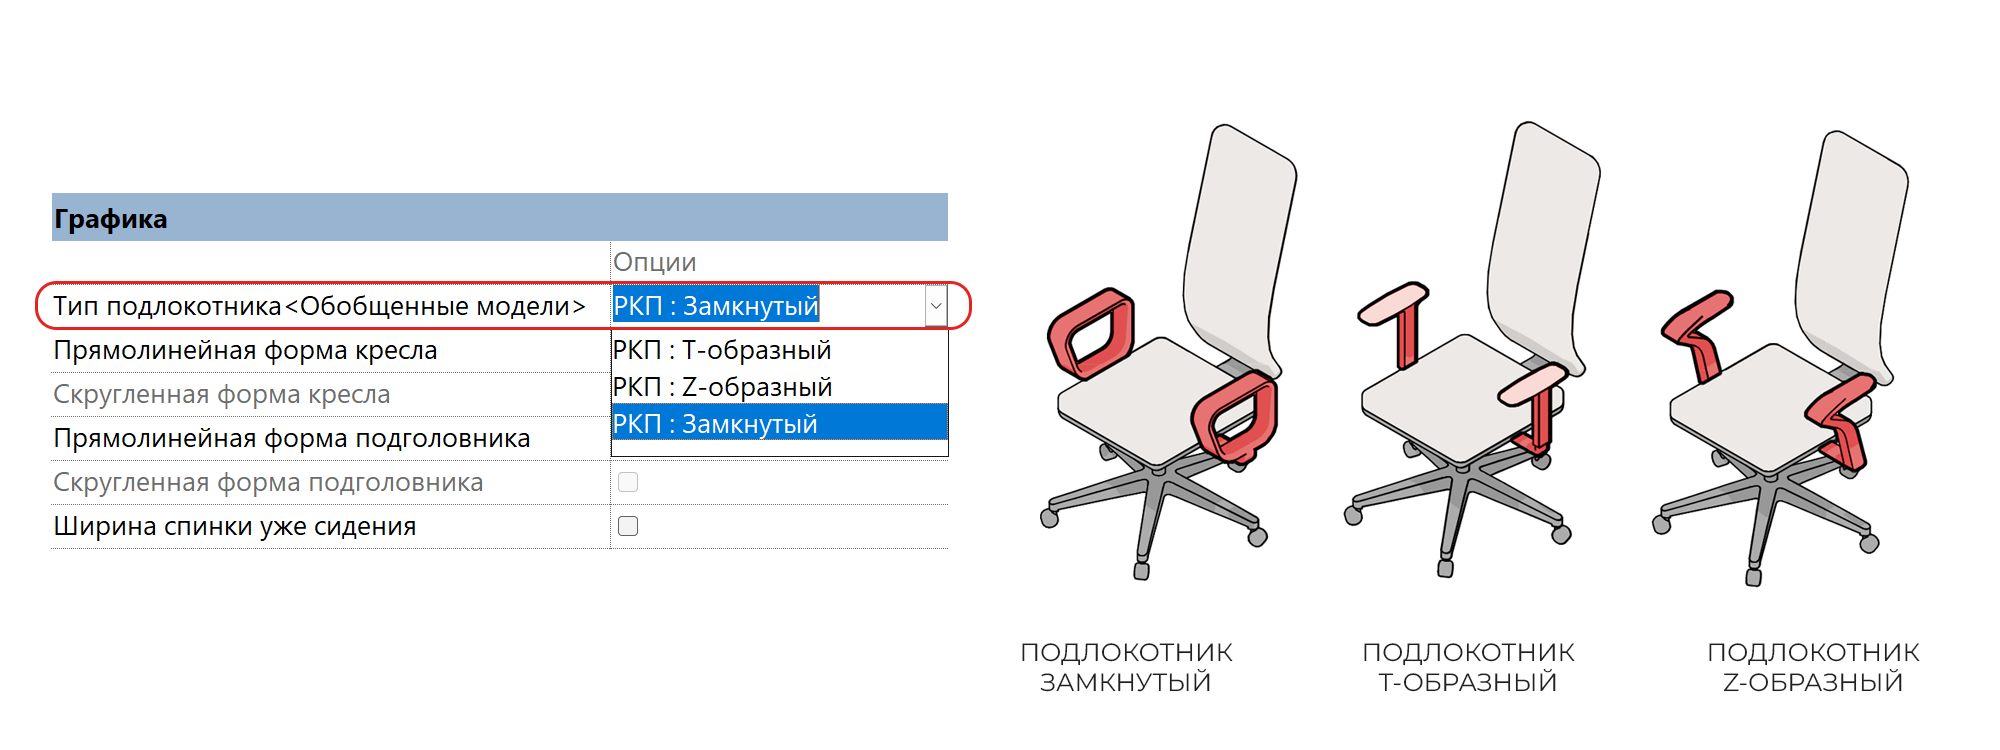 Графика
Опции
Тип подлокотника<Обобщенные модели> РКП : Замкнутый
Прямолинейная форма кресла РКП : Т-образный
РКП : Z-образный
Скругленная форма кресла
РКП : Замкнутый
Прямолинейная форма подголовника
Скругленная форма подголовника
Ширина спинки уже сидения
ПОДЛОКОТНИК
ЗАМКНУТЫЙ
ПОДЛОКОТНИК
Т-ОБРАЗНЫЙ
ПОДЛОКОТНИК
Z-ОБРАЗНЫЙ